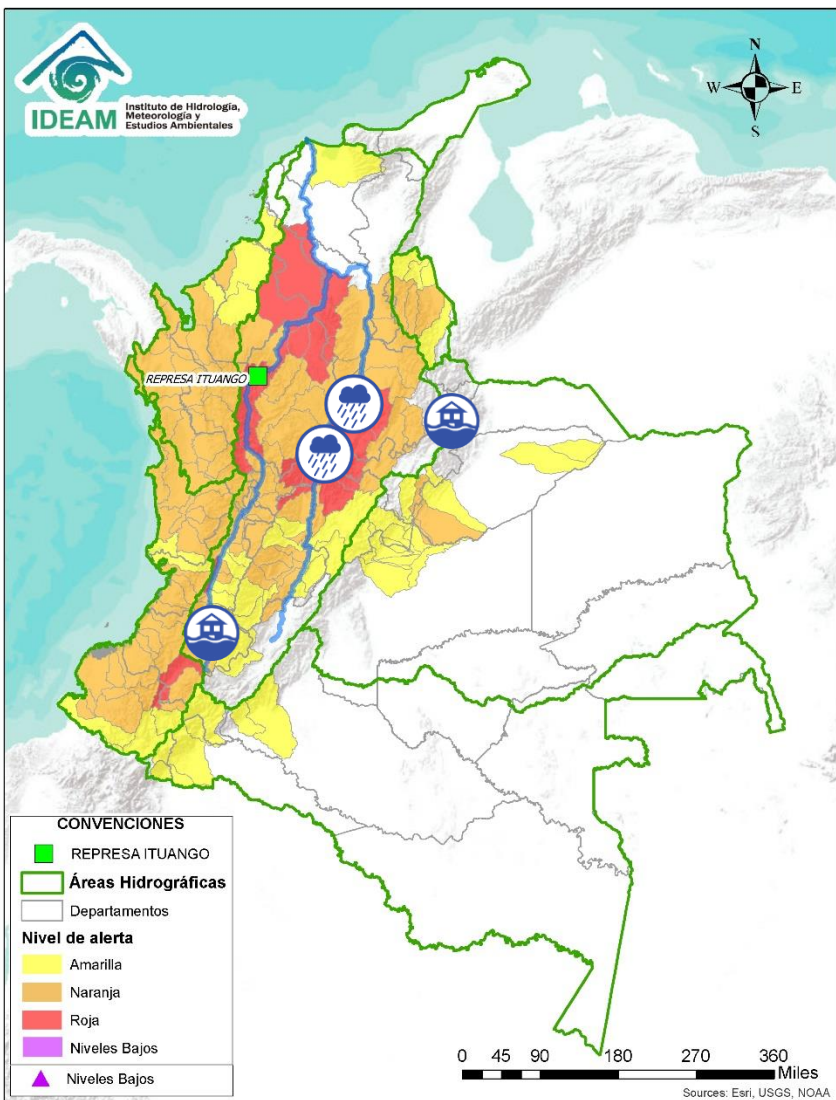 IDEAM
Instituto de Hidrología,
Meteorología y
Estudios Ambientales
N
W
E
S
REPRESA ITUANGO
CONVENCIONES
REPRESA ITUANGO
Áreas Hidrográficas
Departamentos
Nivel de alerta
Amarilla
Naranja
Roja
Niveles Bajos
Niveles Bajos
0 45 90 180 270 360
Miles
Sources: Esri, USGS, NOAA